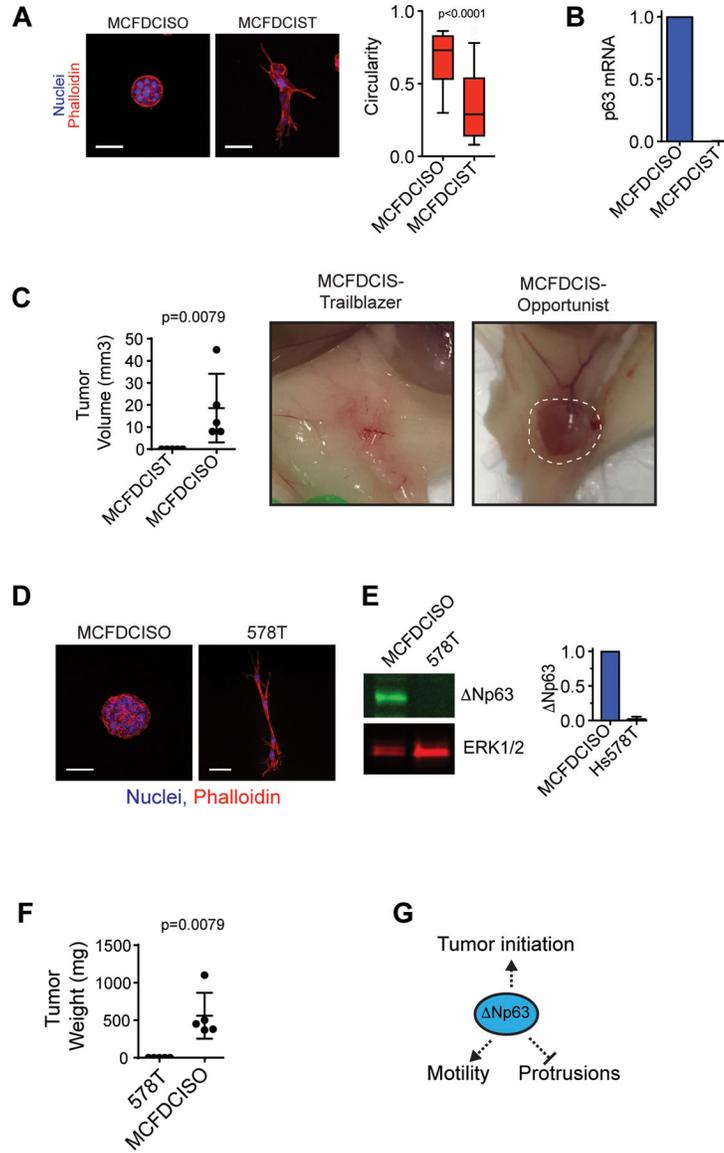 A
MCFDCISO
MCFDCIST
Nuclei
Phalloidin
Circularity
p<0.0001
1.0
0.5
0.0
MCFDCISO
MCFDCIST
B
p63 mRNA
1.0
0.5
0.0
MCFDCISO
MCFDCIST
C
p=0.0079
Tumor
Volume (mm3)
50
40
30
20
10
0
MCFDCIST
MCFDCISO
MCFDCIS-
Trailblazer
MCFDCIS-
Opportunist
D
MCFDCISO
578T
Nuclei, Phalloidin
E
MCFDCISO
578T
ΔNp63
ERK1/2
ΔNp63
1.0
0.5
0.0
MCFDCISO
Hs578T
F
p=0.0079
Tumor
Weight (mg)
1500
1000
500
0
578T
MCFDCISO
G
Tumor initiation
ΔNp63
Motility
Protrusions